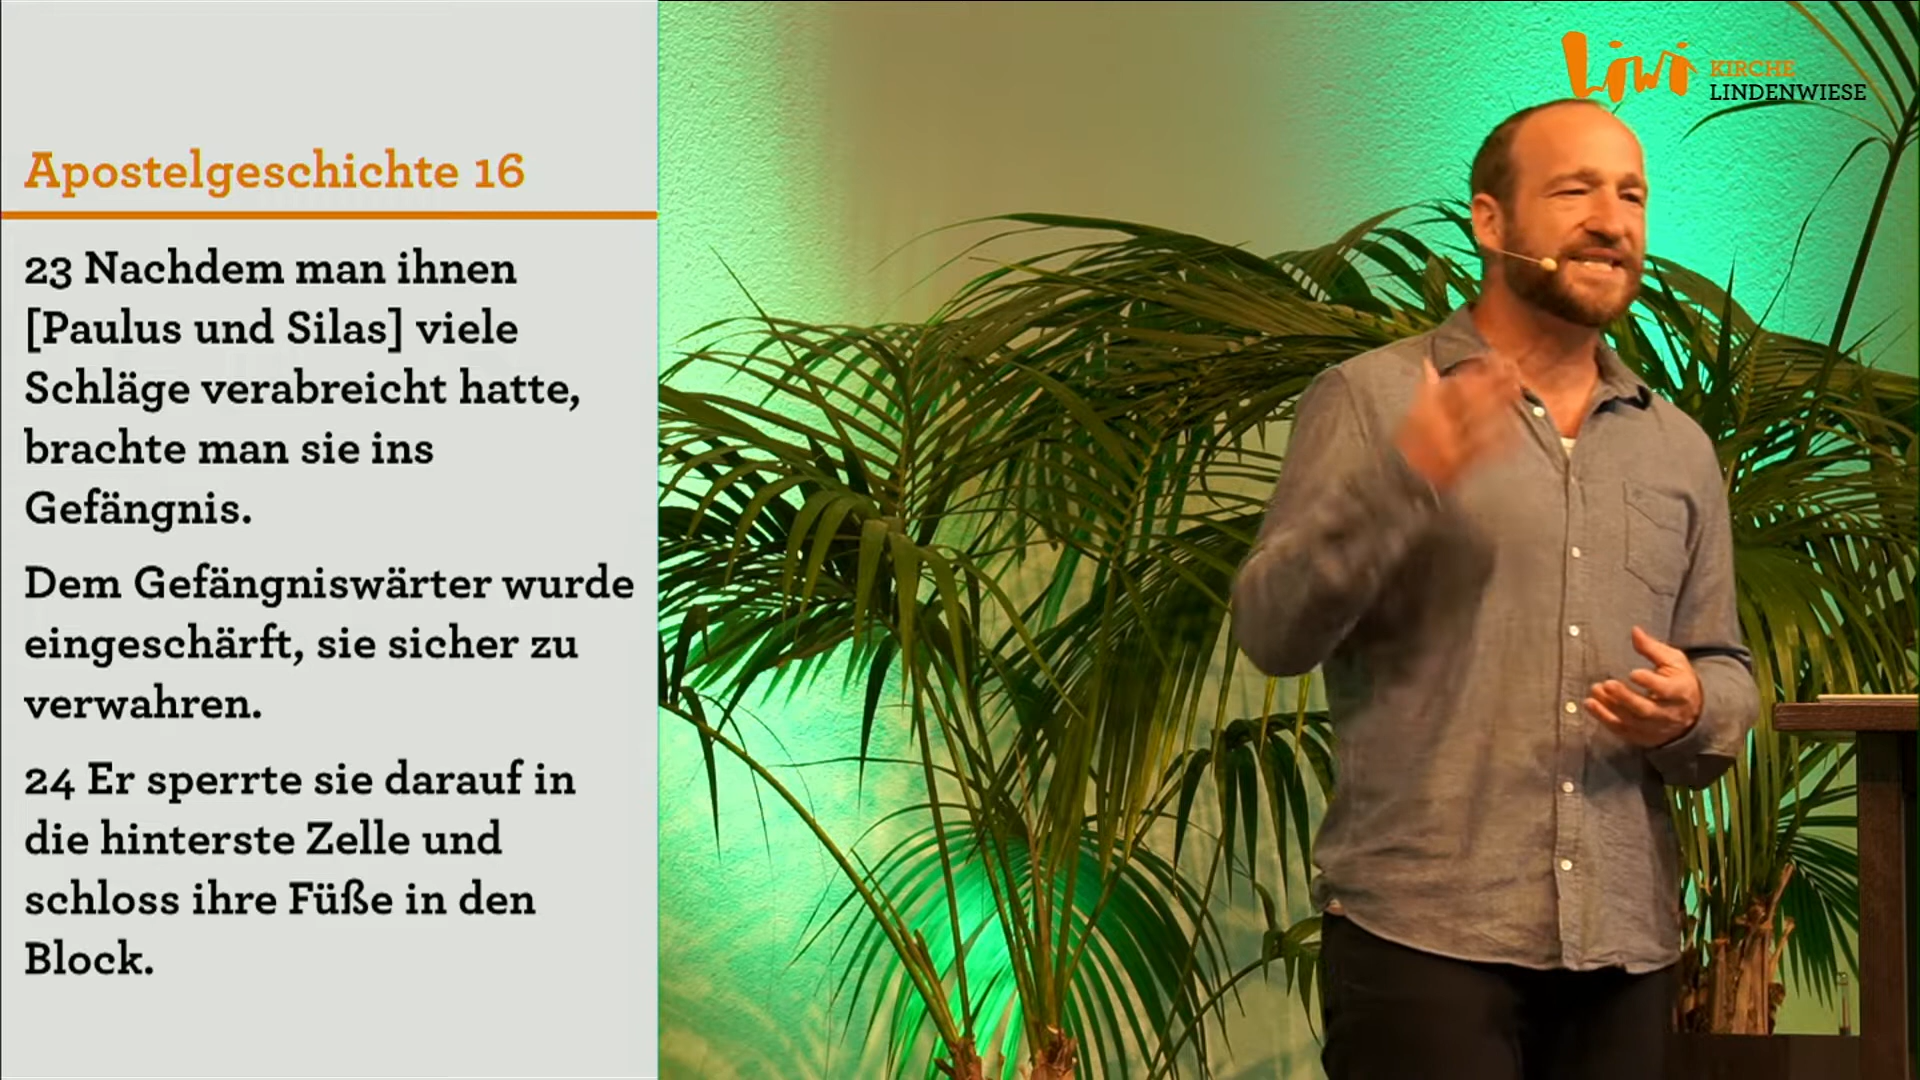 Apostelgeschichte 16
23 Nachdem man ihnen
[Paulus und Silas] viele
Schläge verabreicht hatte,
brachte man sie ins
Gefängnis.
Dem Gefängniswärter wurde
eingeschärft, sie sicher zu
verwahren.
24 Er sperrte sie darauf in
die hinterste Zelle und
schloss ihre Füße in den
Block.
Liwi
KIRCHE
LINDENWIESE